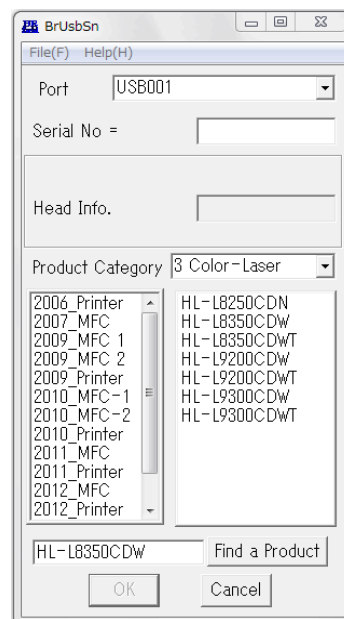 BrUsbSn
File(F) Help(H)
Port USB001
Serial No =
Head Info.
Product Category 3 Color-Laser
2006_Printer
2007_MFC
2009_MFC 1
2009_MFC 2
2009_Printer
2010_MFC-1
2010_MFC-2
2010_Printer
2011_MFC
2011_Printer
2012_MFC
2012_Printer
HL-L8250CDN
HL-L8350CDW
HL-L8350CDWT
HL-L9200CDW
HL-L9200CDWT
HL-L9300CDW
HL-L9300CDWT
HL-L8350CDW Find a Product
OK Cancel